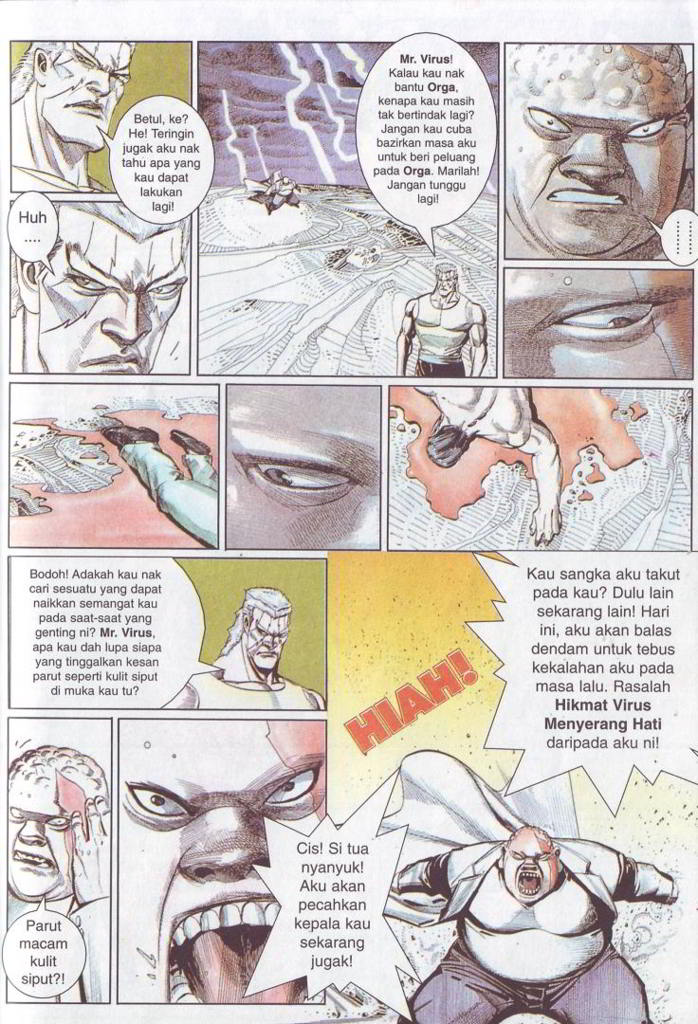 Betul, ke?
He! Teringin
jugak aku nak
tahu apa yang
kau dapat
lakukan
lagi!
Huh
....
Mr. Virus!
Kalau kau nak
bantu Orga,
kenapa kau masih
tak bertindak lagi?
Jangan kau cuba
bazirkan masa aku
untuk beri peluang
pada Orga. Marilah!
Jangan tunggu
lagi!
......
Bodoh! Adakah kau nak
cari sesuatu yang dapat
naikkan semangat kau
pada saat-saat yang
genting ni? Mr. Virus,
apa kau dah lupa siapa
yang tinggalkan kesan
parut seperti kulit siput
di muka kau tu?
Parut
macam
kulit
siput?!
Cis! Si tua
nyanyuk!
Aku akan
pecahkan
kepala kau
sekarang
jugak!
HIAH!
Kau sangka aku takut
pada kau? Dulu lain
sekarang lain! Hari
ini, aku akan balas
dendam untuk tebus
kekalahan aku pada
masa lalu. Rasalah
Hikmat Virus
Menyerang Hati
daripada aku ni!